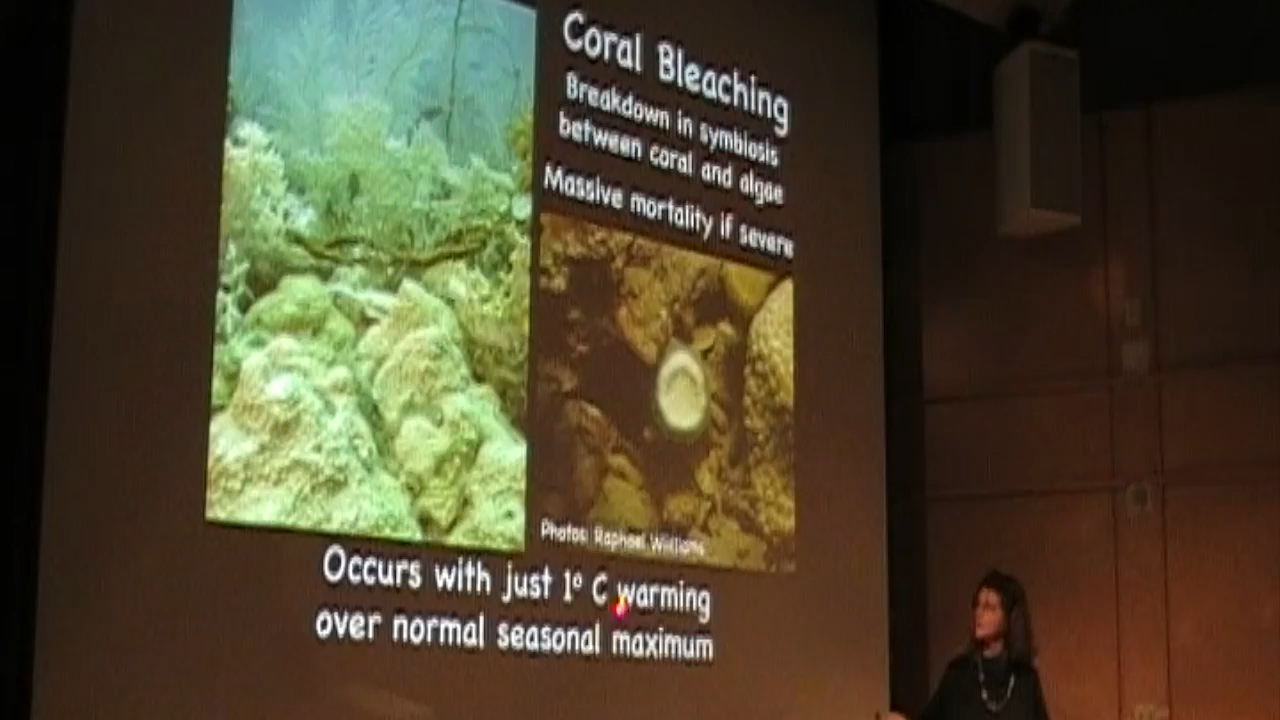 Coral Bleaching
Breakdown in symbiosis
between coral and algae
Massive mortality if severe
Photos: Raphael Williams
Occurs with just 1° C warming
over normal seasonal maximum